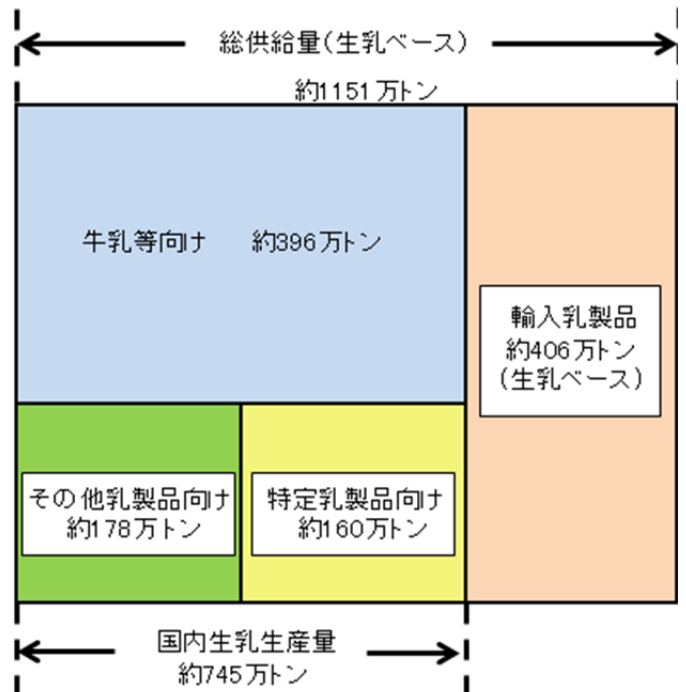 総供給量(生乳ベース)
約1151万トン
牛乳等向け 約396万トン
輸入乳製品
約406万トン
(生乳ベース)
その他乳製品向け
約178万トン
特定乳製品向け
約160万トン
国内生乳生産量
約745万トン